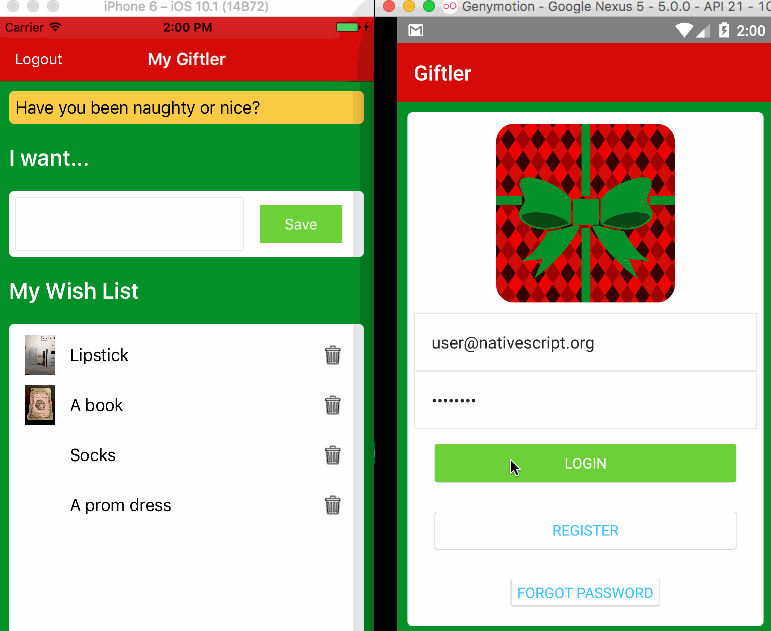 iPhone 6 – iOS 10.1 (14B72)
Carrier
2:00 PM
Logout
My Giftler
Have you been naughty or nice?
I want...
Save
My Wish List
Lipstick
A book
Socks
A prom dress
Genymotion - Google Nexus 5 - 5.0.0 - API 21 - 10
2:00
Giftler
user@nativescript.org
••••••••
LOGIN
REGISTER
FORGOT PASSWORD